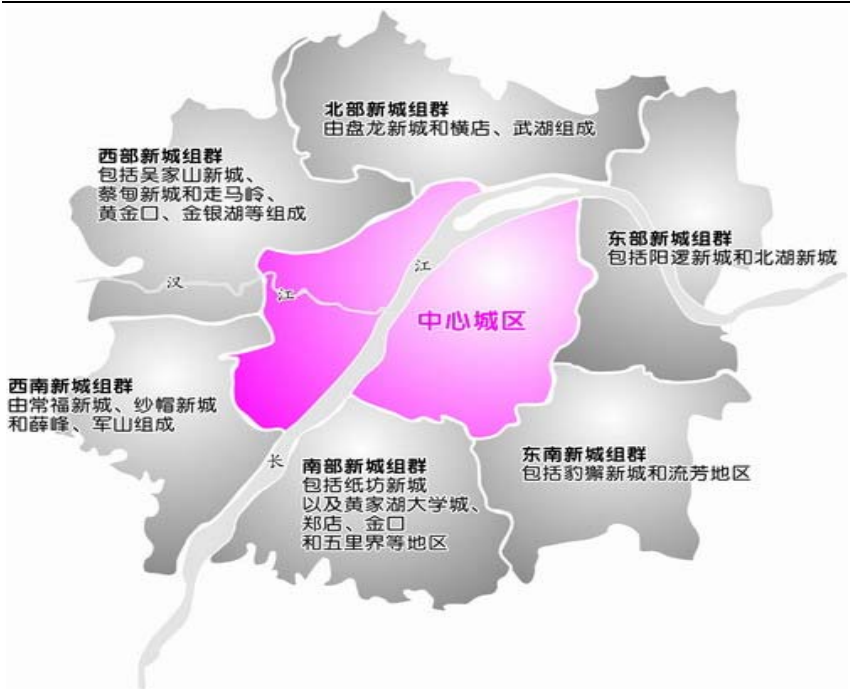 北部新城组群
由盘龙新城和横店、武湖组成
西部新城组群
包括吴家山新城、
蔡甸新城和走马岭、
黄金口、金银湖等组成
东部新城组群
包括阳逻新城和北湖新城
汉
江
江
中心城区
西南新城组群
由常福新城、纱帽新城
和薛峰、军山组成
长
南部新城组群
包括纸坊新城
以及黄家湖大学城、
郑店、金口
和五里界等地区
东南新城组群
包括豹獬新城和流芳地区